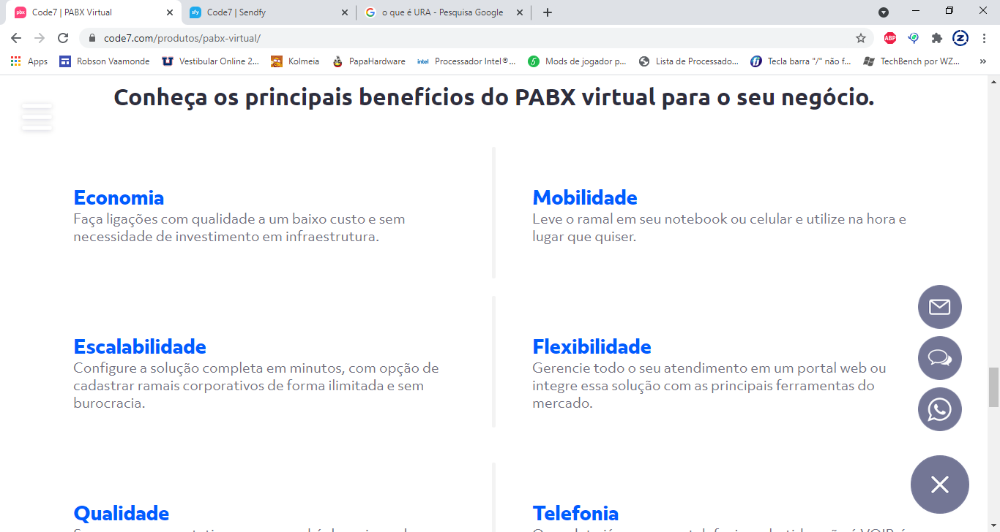 pbx Code7 | PABX Virtual
sfy Code7 | Sendfy
G o que é URA - Pesquisa Google
code7.com/produtos/pabx-virtual/
ABP
Apps
Robson Vaamonde
Vestibular Online 2...
Kolmeia
PapaHardware
intel Processador Intel®...
Mods de jogador p...
Lista de Processado...
Tecla barra "/" não f...
TechBench por WZ...
Conheça os principais benefícios do PABX virtual para o seu negócio.
Economia
Faça ligações com qualidade a um baixo custo e sem
necessidade de investimento em infraestrutura.
Mobilidade
Leve o ramal em seu notebook ou celular e utilize na hora e
lugar que quiser.
Escalabilidade
Configure a solução completa em minutos, com opção de
cadastrar ramais corporativos de forma ilimitada e sem
burocracia.
Flexibilidade
Gerencie todo o seu atendimento em um portal web ou
integre essa solução com as principais ferramentas do
mercado.
Qualidade
Telefonia